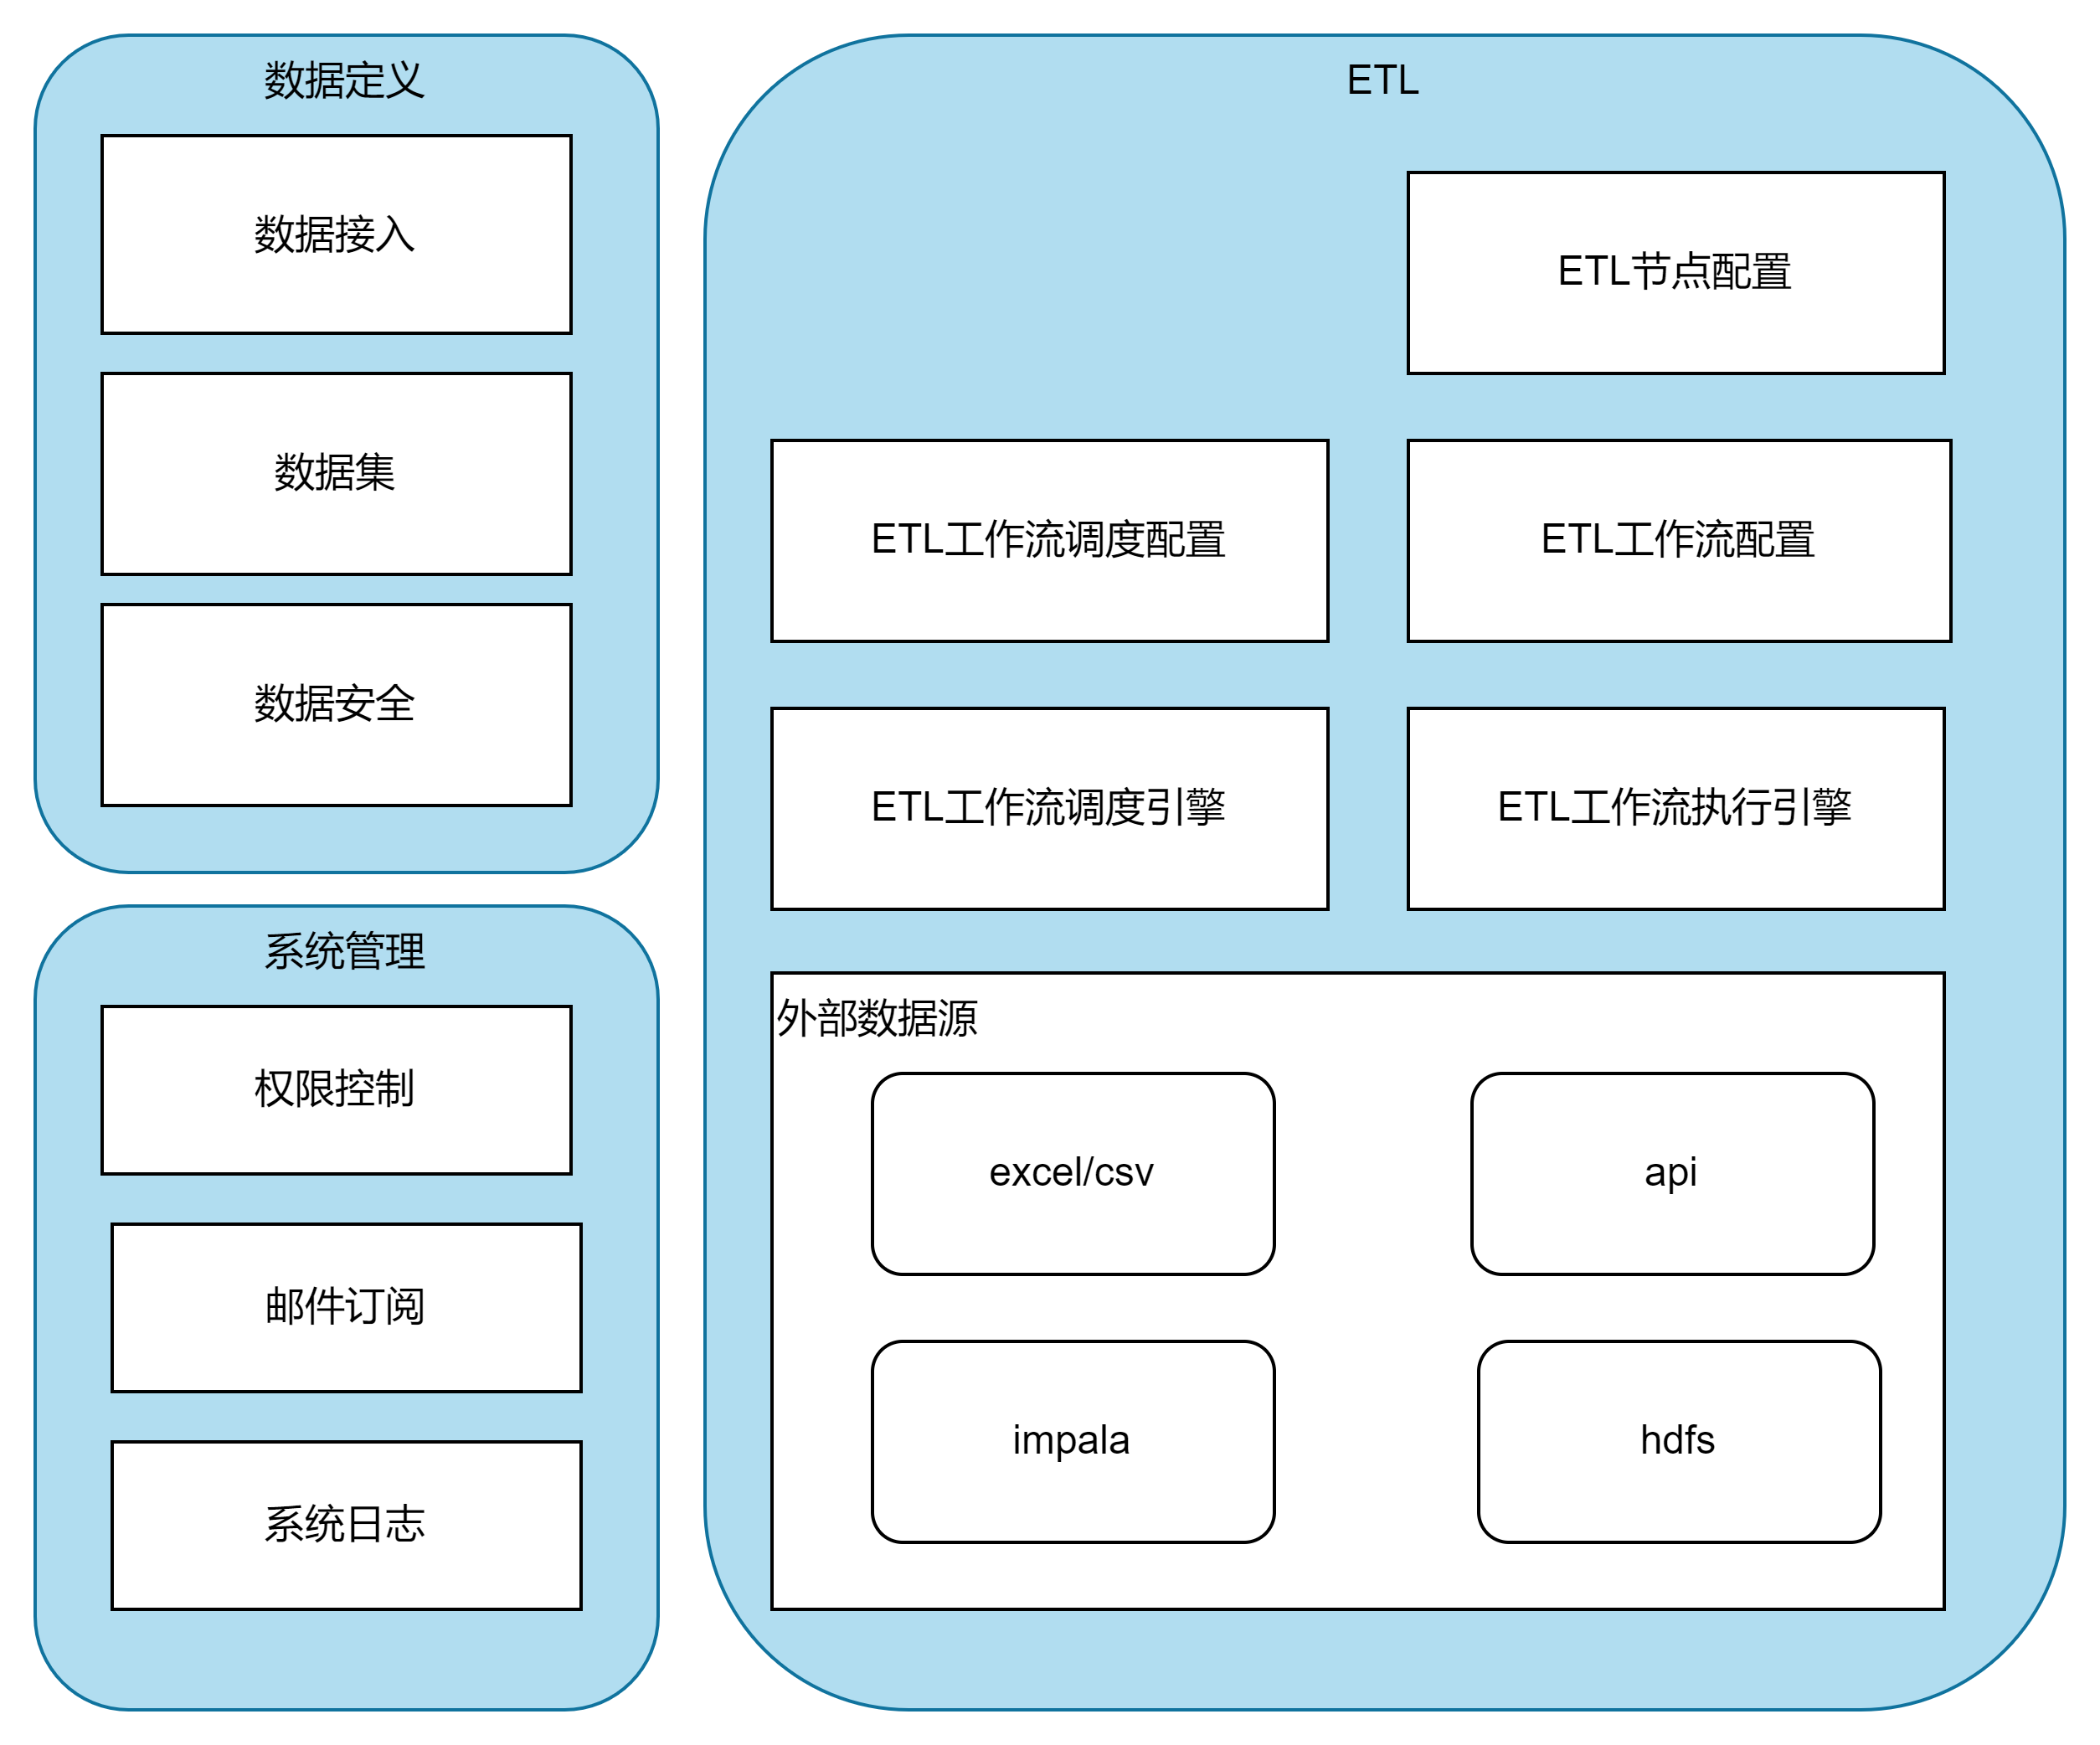 数据定义
数据接入
数据集
数据安全
系统管理
权限控制
邮件订阅
系统日志
ETL
ETL节点配置
ETL工作流调度配置
ETL工作流配置
ETL工作流调度引擎
ETL工作流执行引擎
外部数据源
excel/csv
api
impala
hdfs